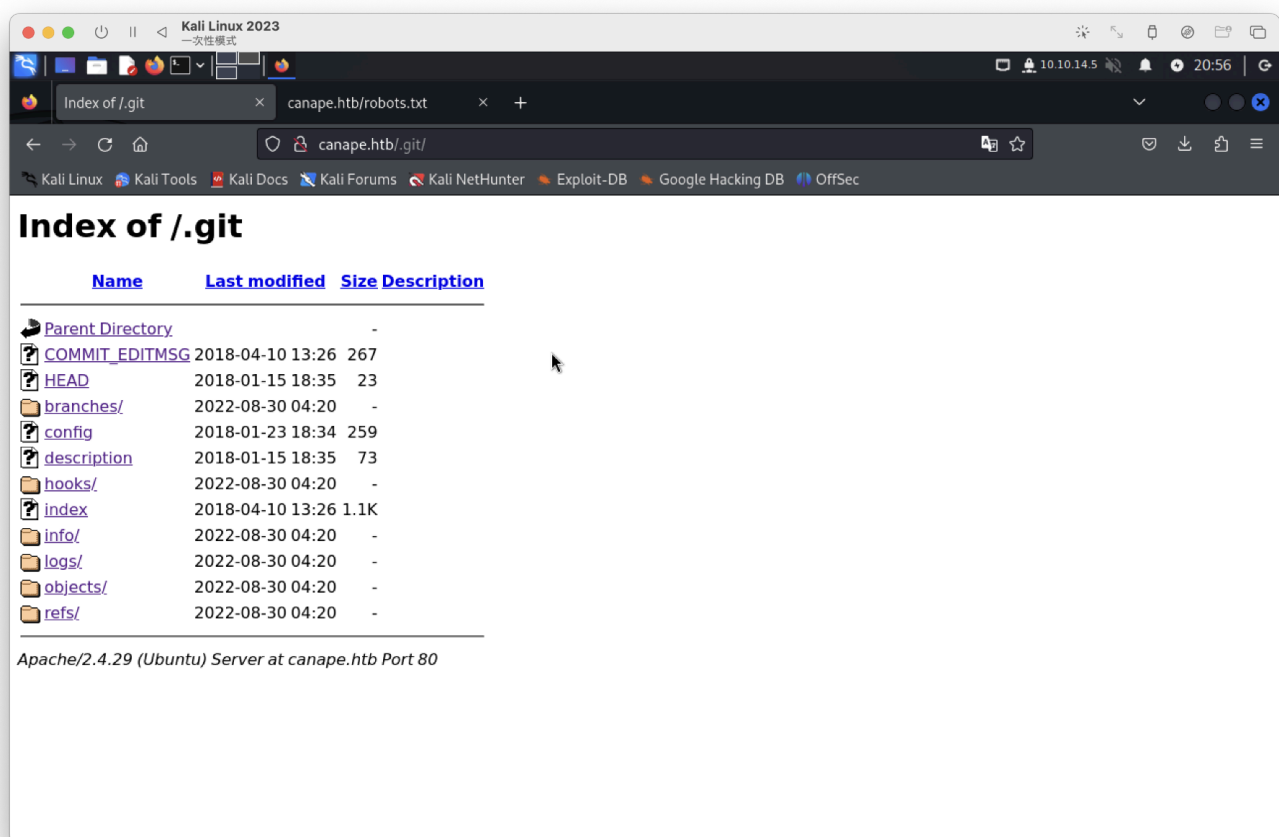 Kali Linux 2023
一次性模式
10.10.14.5 20:56
Index of /.git canape.htb/robots.txt
canape.htb/.git/
Kali Linux Kali Tools Kali Docs Kali Forums Kali NetHunter Exploit-DB Google Hacking DB OffSec
Index of /.git
Name Last modified Size Description
Parent Directory -
COMMIT_EDITMSG 2018-04-10 13:26 267
HEAD 2018-01-15 18:35 23
branches/ 2022-08-30 04:20 -
config 2018-01-23 18:34 259
description 2018-01-15 18:35 73
hooks/ 2022-08-30 04:20 -
index 2018-04-10 13:26 1.1K
info/ 2022-08-30 04:20 -
logs/ 2022-08-30 04:20 -
objects/ 2022-08-30 04:20 -
refs/ 2022-08-30 04:20 -
Apache/2.4.29 (Ubuntu) Server at canape.htb Port 80